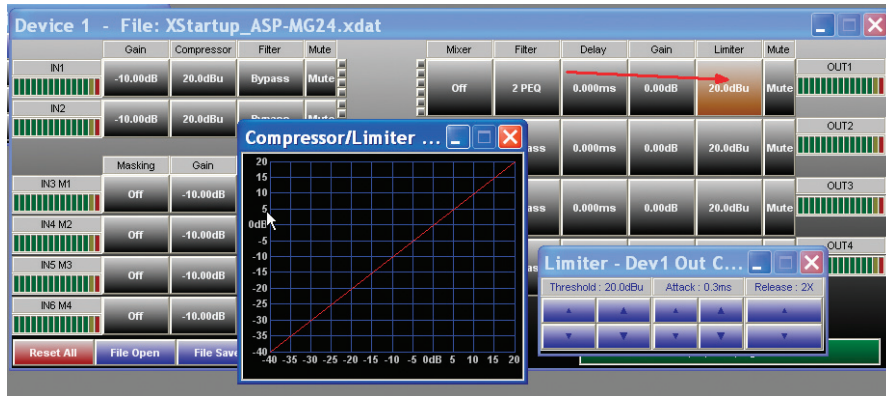 Device 1 - File: XStartup_ASP-MG24.xdat
Gain Compressor Filter Mute Mixer Filter Delay Gain Limiter Mute
IN1 -10.00dB 20.0dBu Bypass Mute Off 2 PEQ 0.000ms 0.00dB 20.0dBu Mute OUT1
IN2 -10.00dB 20.0dBu 0.000ms 0.00dB 20.0dBu Mute OUT2
Masking Gain
IN3 M1 Off -10.00dB 0.000ms 0.00dB 20.0dBu Mute OUT3
IN4 M2 Off -10.00dB OUT4
IN5 M3 Off -10.00dB
IN6 M4 Off -10.00dB
Reset All File Open File Save
Compressor/Limiter ...
20
15
10
5
0dB
-5
-10
-15
-20
-25
-30
-35
-40
-40 -35 -30 -25 -20 -15 -10 -5 0dB 5 10 15 20
Limiter - Dev1 Out C...
Threshold : 20.0dBu Attack : 0.3ms Release : 2X